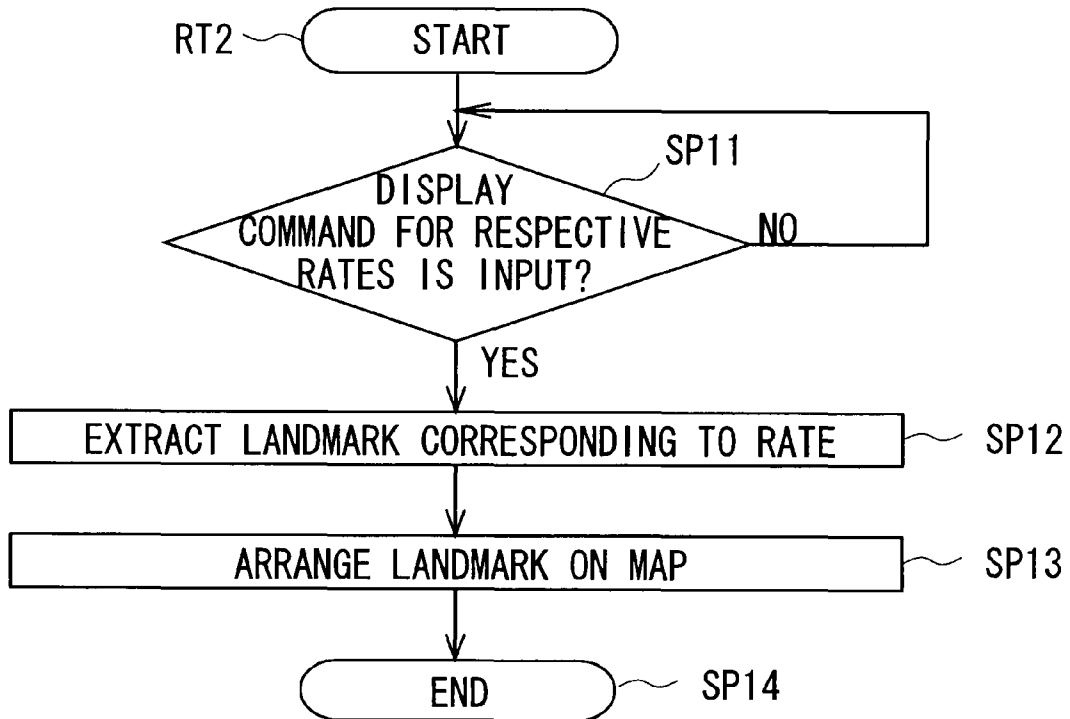 RT2
START
SP11
DISPLAY
COMMAND FOR RESPECTIVE
RATES IS INPUT?
NO
YES
EXTRACT LANDMARK CORRESPONDING TO RATE
SP12
ARRANGE LANDMARK ON MAP
SP13
END
SP14